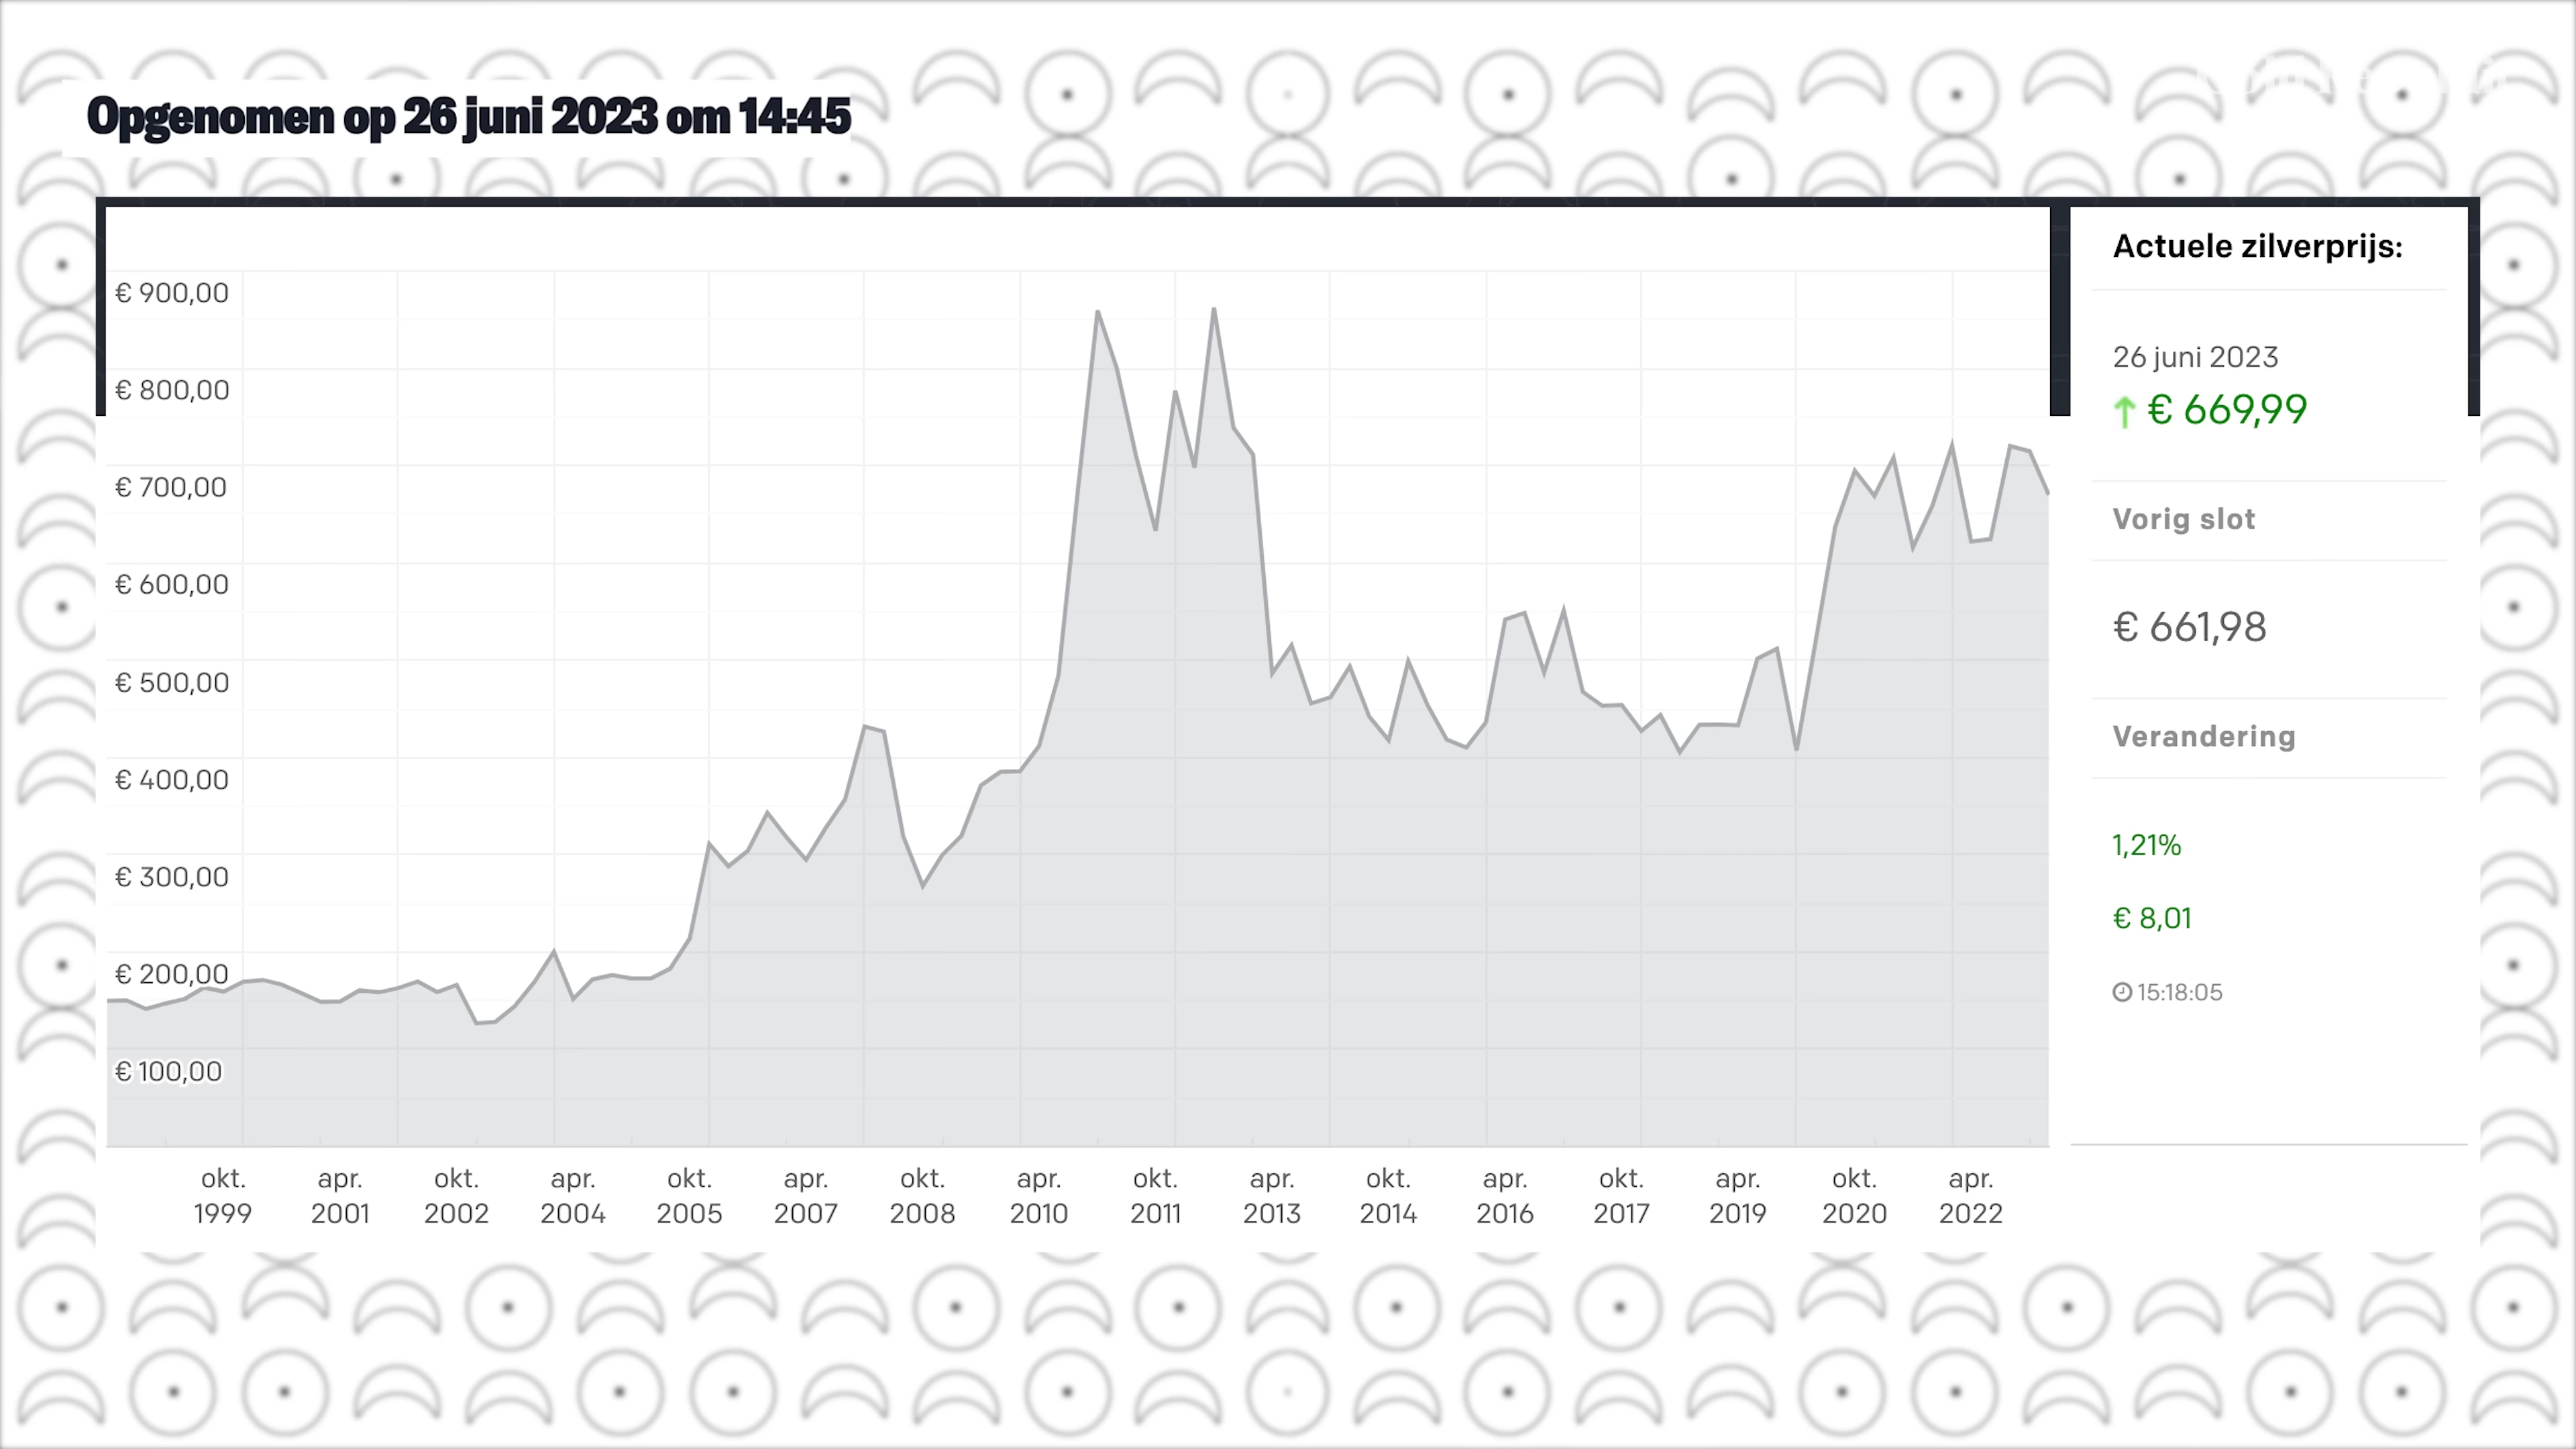 Opgenomen op 26 juni 2023 om 14:45
Actuele zilverprijs:
26 juni 2023
↑ € 669,99
Vorig slot
€ 661,98
Verandering
1,21%
€ 8,01
15:18:05
€ 900,00
€ 800,00
€ 700,00
€ 600,00
€ 500,00
€ 400,00
€ 300,00
€ 200,00
€ 100,00
okt. apr. okt. apr. okt. apr. okt. apr. okt. apr. okt. apr. okt. apr. okt. apr.
1999 2001 2002 2004 2005 2007 2008 2010 2011 2013 2014 2016 2017 2019 2020 2022